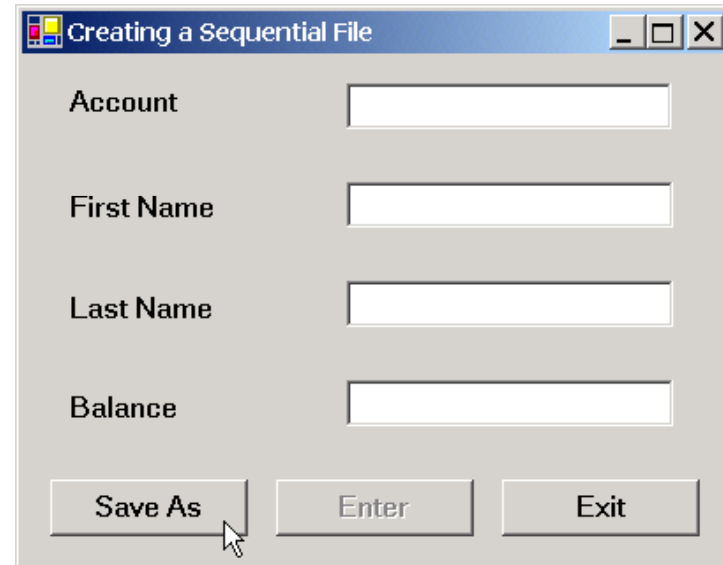 Creating a Sequential File
Account
First Name
Last Name
Balance
Save As Enter Exit